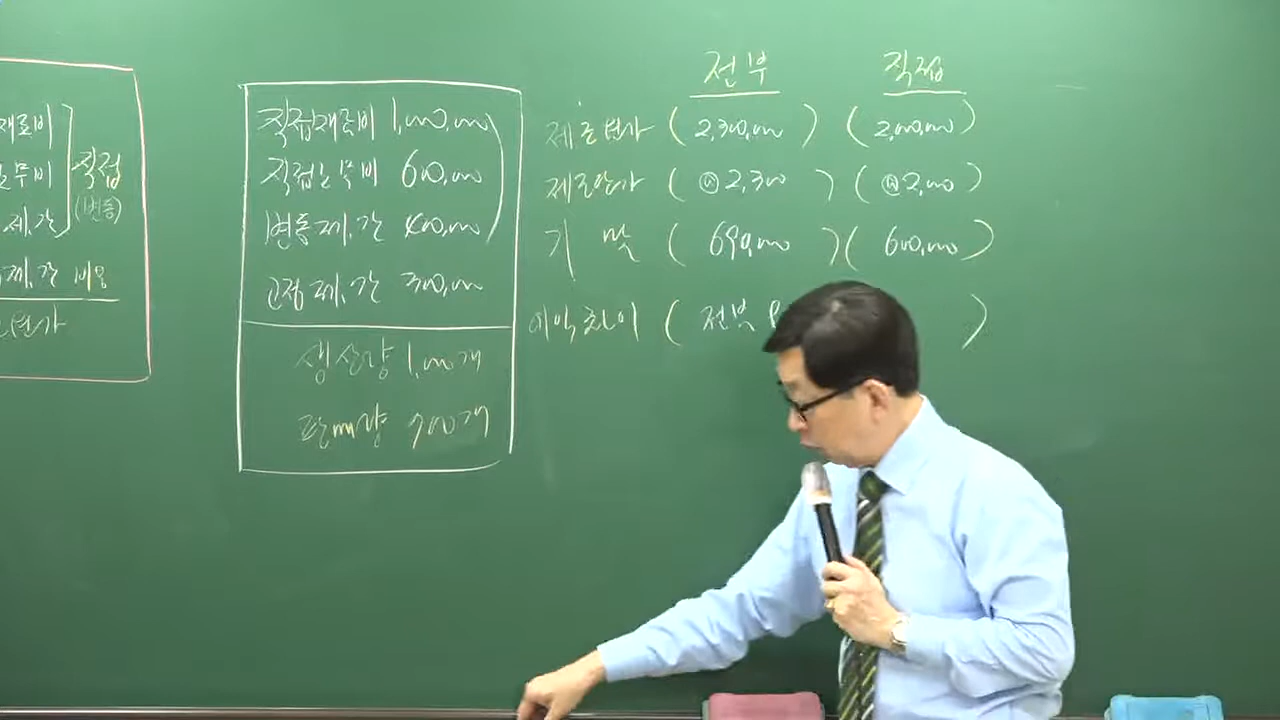 재료비
노무비 직접
(변동)
제.간
제.간 비용
원가
직접재료비 1,000,000
직접노무비 600,000
변동제.간 400,000
고정제.간 300,000
생산량 1,000개
판매량 700개
전부 직접
제조원가 (2,300,000) (2,000,000)
제조단가 (@2,300) (@2,000)
기말 (690,000) (600,000)
이익차이 (전부 )